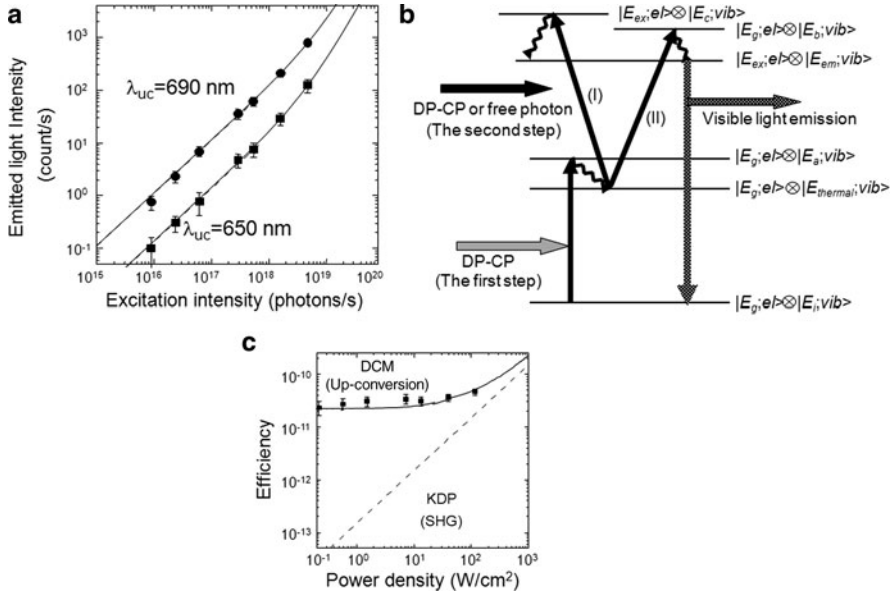 a
Emitted light Intensity
(count/s)
10⁴
10³
10²
10¹
10⁰
10⁻¹
λuc=690 nm
λuc=650 nm
10¹⁵ 10¹⁶ 10¹⁷ 10¹⁸ 10¹⁹ 10²⁰
Excitation intensity (photons/s)
b
|Eex;el>⊗|Ec;vib>
|Eg;el>⊗|Eb;vib>
|Eex;el>⊗|Eem;vib>
DP-CP or free photon
(The second step)
(I)
(II)
Visible light emission
|Eg;el>⊗|Ea;vib>
|Eg;el>⊗|Ethermal;vib>
DP-CP
(The first step)
|Eg;el>⊗|Ei;vib>
c
Efficiency
10⁻¹⁰
10⁻¹¹
10⁻¹²
10⁻¹³
DCM
(Up-conversion)
KDP
(SHG)
10⁻¹ 10⁰ 10¹ 10² 10³
Power density (W/cm²)